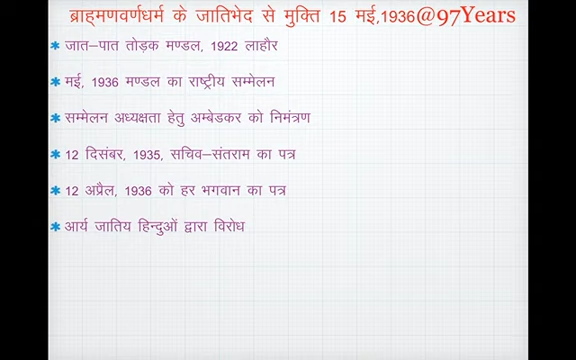 ब्राह्मणवर्णधर्म के जातिभेद से मुक्ति 15 मई,1936@97Years
जात-पात तोड़क मण्डल, 1922 लाहौर
मई, 1936 मण्डल का राष्ट्रीय सम्मेलन
सम्मेलन अध्यक्षता हेतु अम्बेडकर को निमंत्रण
12 दिसंबर, 1935, सचिव-संतराम का पत्र
12 अप्रैल, 1936 को हर भगवान का पत्र
आर्य जातिय हिन्दुओं द्वारा विरोध